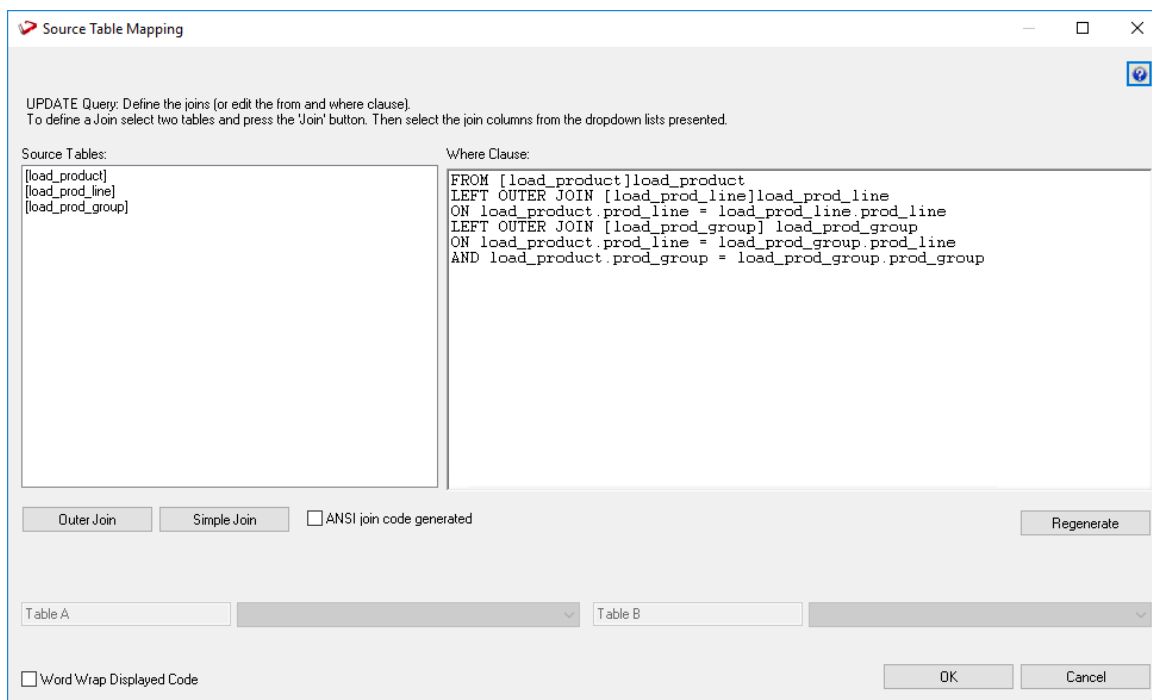 Source Table Mapping
UPDATE Query: Define the joins (or edit the from and where clause).
To define a Join select two tables and press the 'Join' button. Then select the join columns from the dropdown lists presented.
Source Tables:
[load_product]
[load_prod_line]
[load_prod_group]
Where Clause:
FROM [load_product]load_product
LEFT OUTER JOIN [load_prod_line]load_prod_line
ON load_product.prod_line = load_prod_line.prod_line
LEFT OUTER JOIN [load_prod_group] load_prod_group
ON load_product.prod_line = load_prod_group.prod_line
AND load_product.prod_group = load_prod_group.prod_group
Outer Join
Simple Join
ANSI join code generated
Regenerate
Table A
Table B
Word Wrap Displayed Code
OK
Cancel